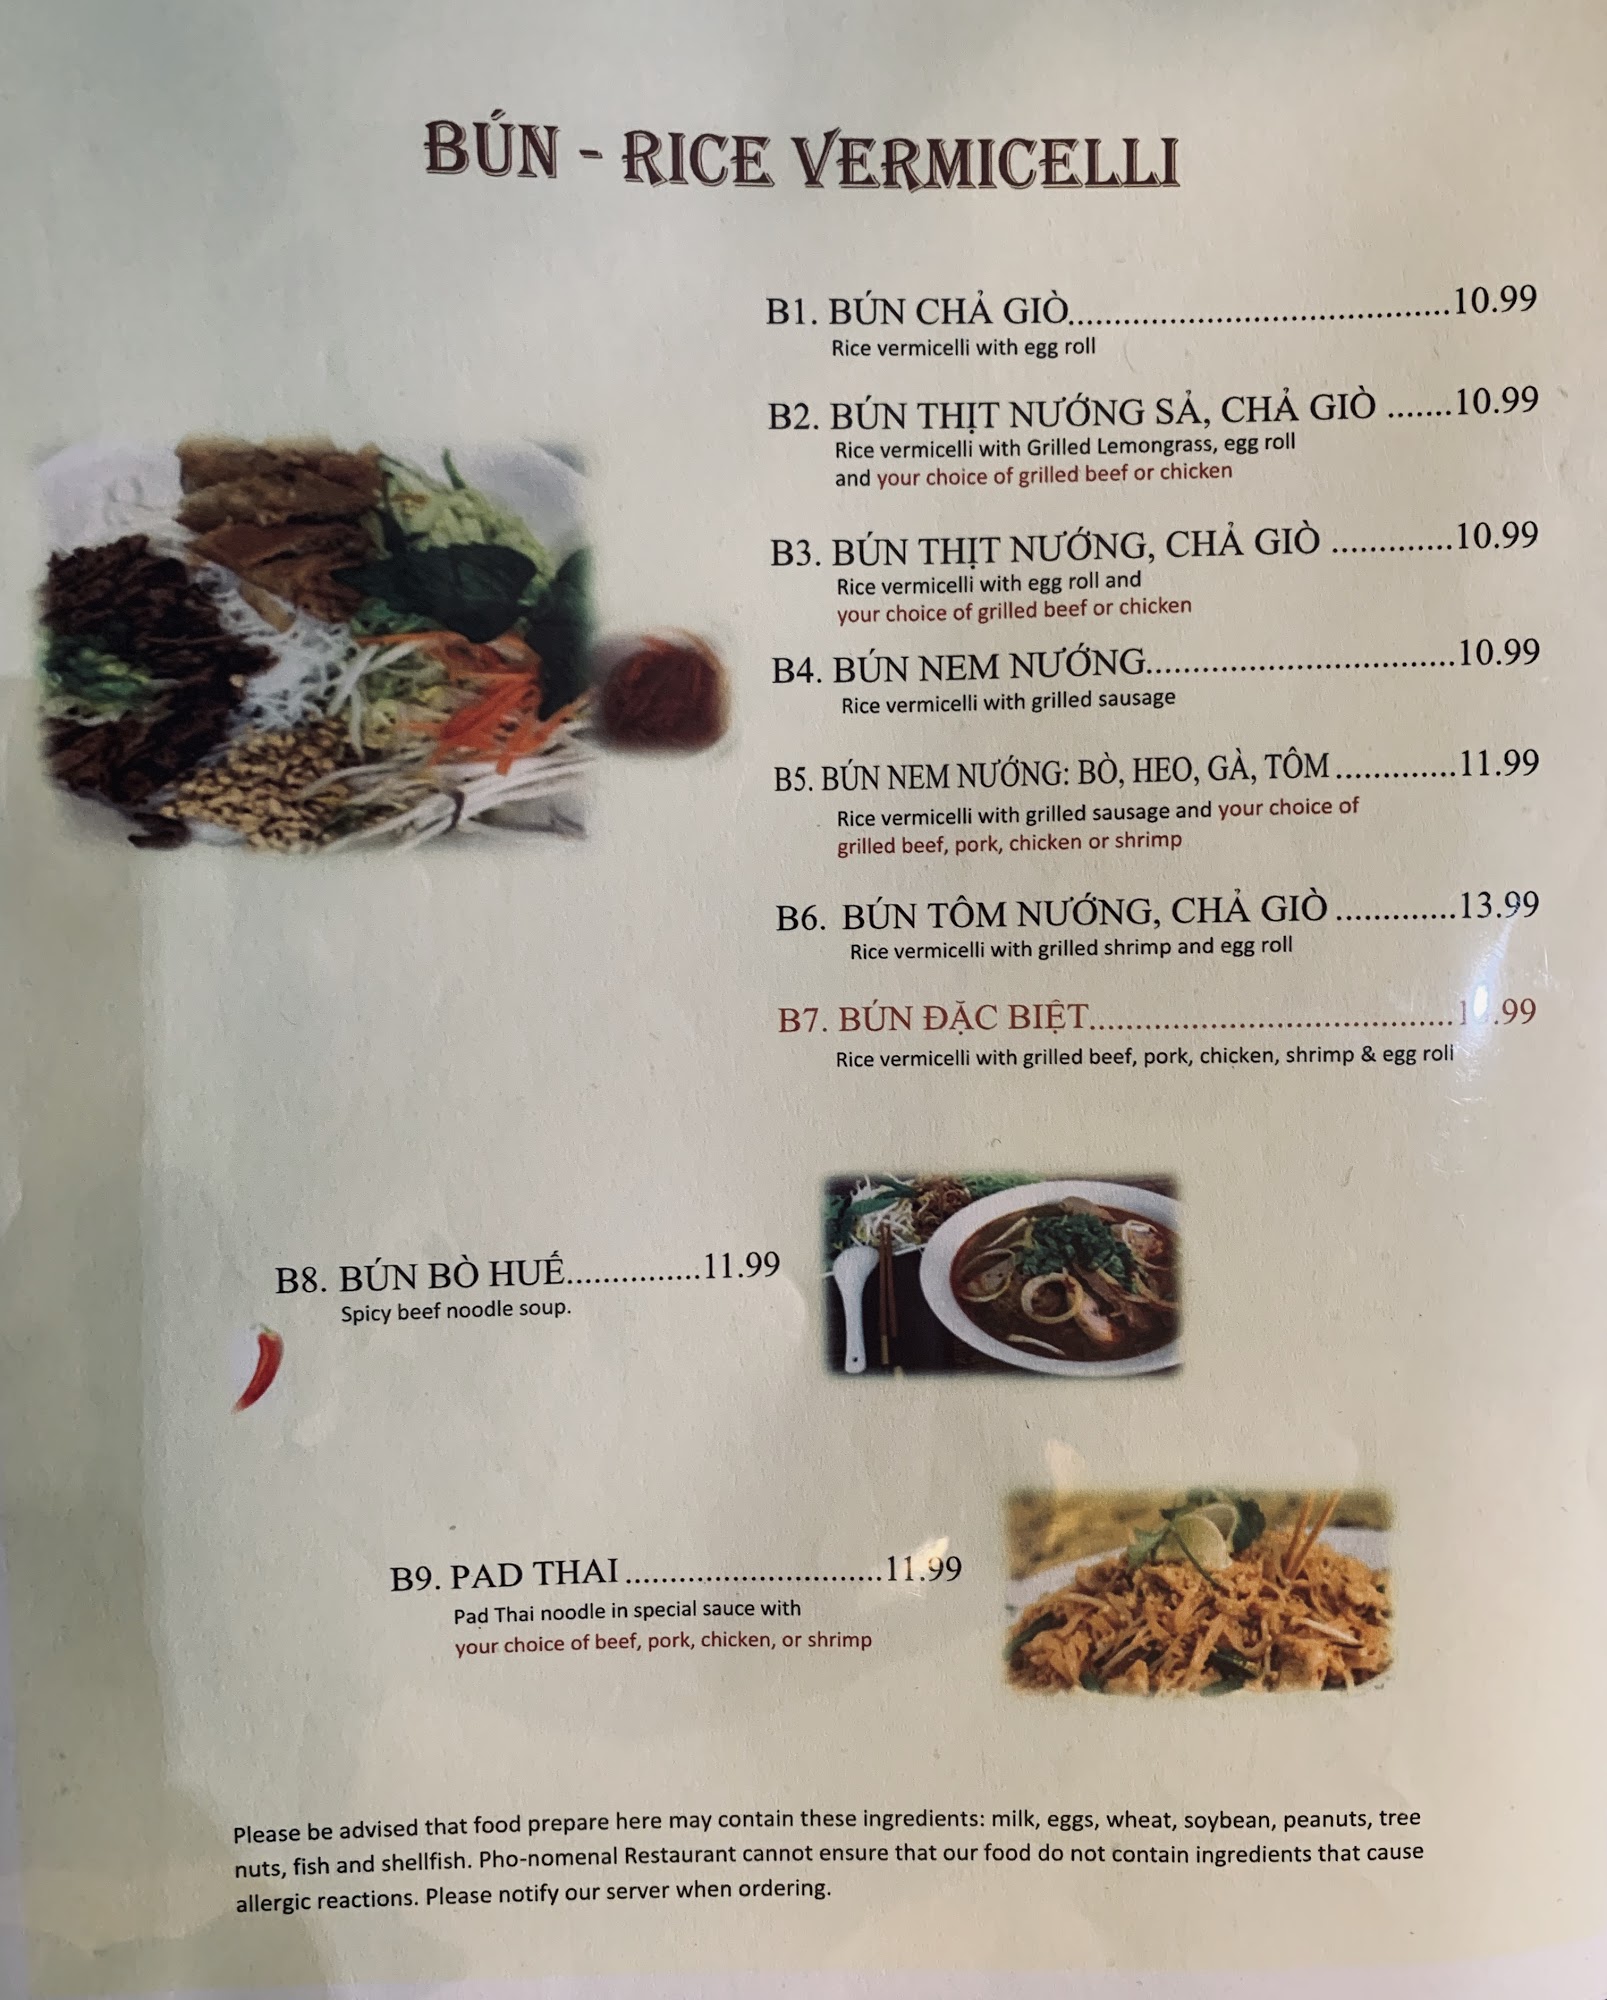 BÚN - RICE VERMICELLI
B1. BÚN CHẢ GIÒ..........................................10.99
Rice vermicelli with egg roll
B2. BÚN THỊT NƯỚNG SẢ, CHẢ GIÒ .......10.99
Rice vermicelli with Grilled Lemongrass, egg roll
and your choice of grilled beef or chicken
B3. BÚN THỊT NƯỚNG, CHẢ GIÒ .............10.99
Rice vermicelli with egg roll and
your choice of grilled beef or chicken
B4. BÚN NEM NƯỚNG..................................10.99
Rice vermicelli with grilled sausage
B5. BÚN NEM NƯỚNG: BÒ, HEO, GÀ, TÔM.............11.99
Rice vermicelli with grilled sausage and your choice of
grilled beef, pork, chicken or shrimp
B6. BÚN TÔM NƯỚNG, CHẢ GIÒ.............13.99
Rice vermicelli with grilled shrimp and egg roll
B7. BÚN ĐẶC BIỆT........................................
Rice vermicelli with grilled beef, pork, chicken, shrimp & egg roll
B8. BÚN BÒ HUẾ...............11.99
Spicy beef noodle soup.
B9. PAD THAI............................11.99
Pad Thai noodle in special sauce with
your choice of beef, pork, chicken, or shrimp
Please be advised that food prepare here may contain these ingredients: milk, eggs, wheat, soybean, peanuts, tree
nuts, fish and shellfish. Pho-nomenal Restaurant cannot ensure that our food do not contain ingredients that cause
allergic reactions. Please notify our server when ordering.